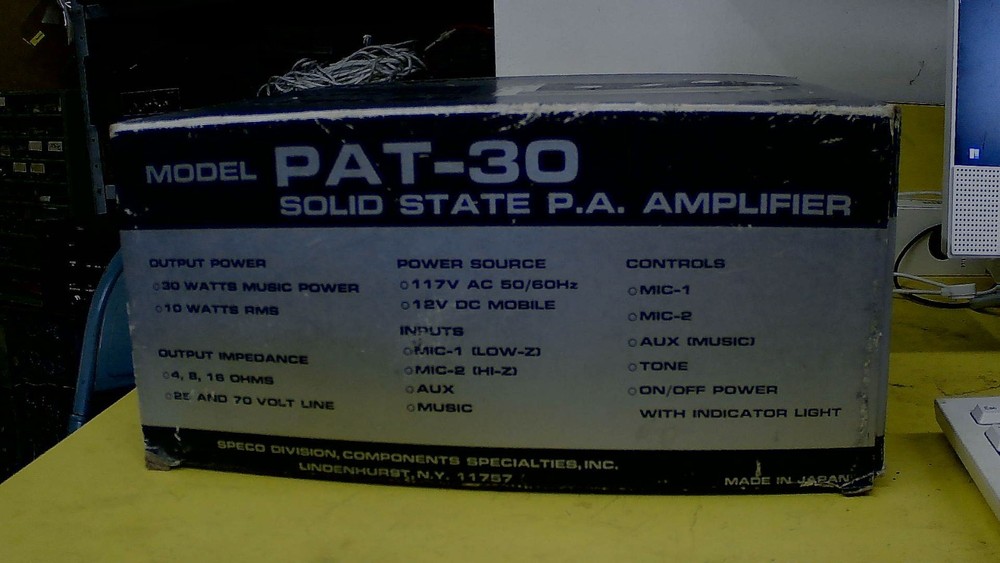 MODEL PAT-30
SOLID STATE P.A. AMPLIFIER
OUTPUT POWER
30 WATTS MUSIC POWER
10 WATTS RMS
OUTPUT IMPEDANCE
4, 8, 16 OHMS
25 AND 70 VOLT LINE
POWER SOURCE
117V AC 50/60Hz
12V DC MOBILE
INPUTS
MIC-1 (LOW-Z)
MIC-2 (HI-Z)
AUX
MUSIC
CONTROLS
MIC-1
MIC-2
AUX (MUSIC)
TONE
ON/OFF POWER
WITH INDICATOR LIGHT
SPECO DIVISION, COMPONENTS SPECIALTIES, INC.
LINDENHURST, N.Y. 11757
MADE IN JAPAN